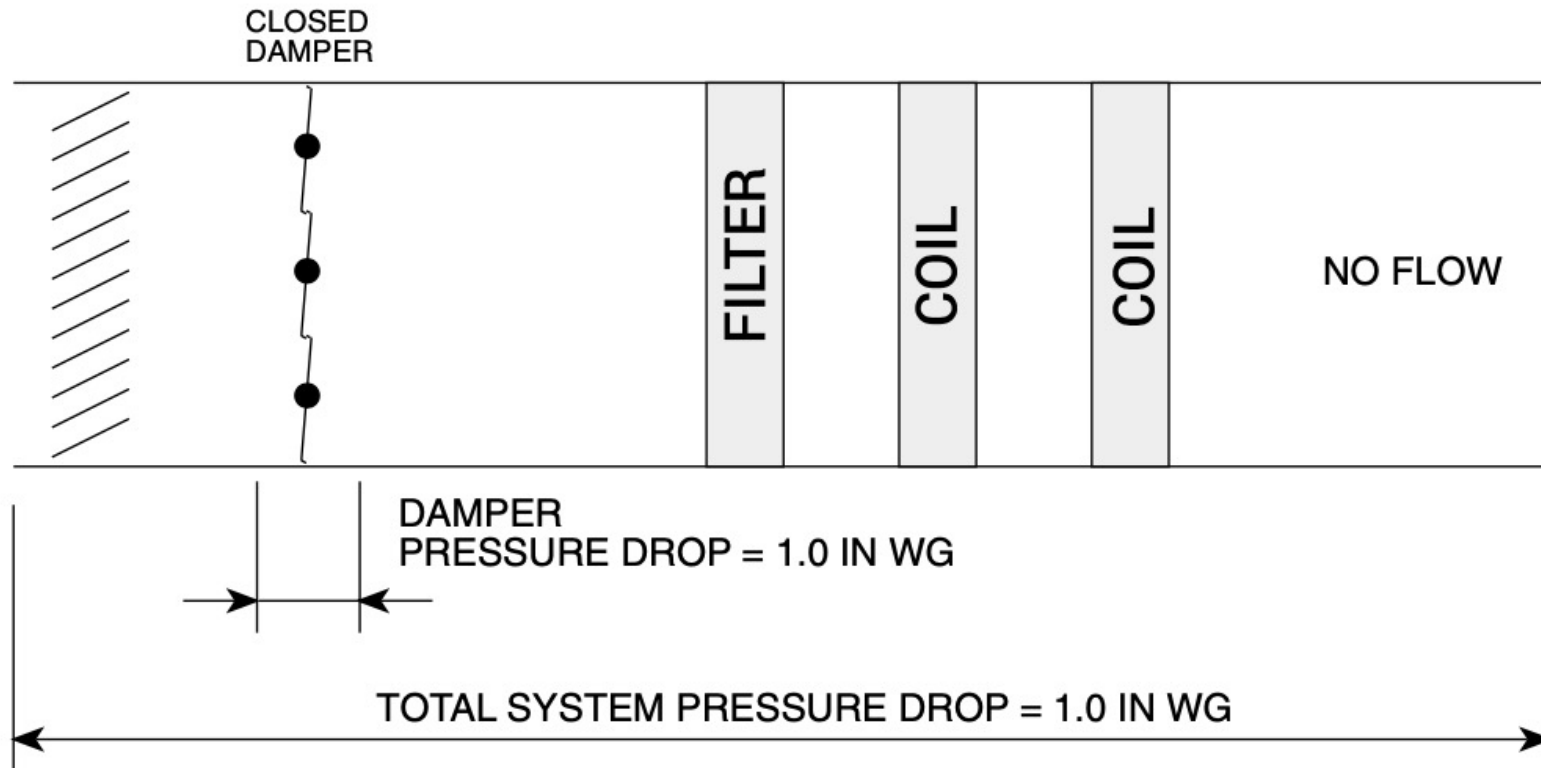 CLOSED
DAMPER
FILTER
COIL
COIL
NO FLOW
DAMPER
PRESSURE DROP = 1.0 IN WG
TOTAL SYSTEM PRESSURE DROP = 1.0 IN WG